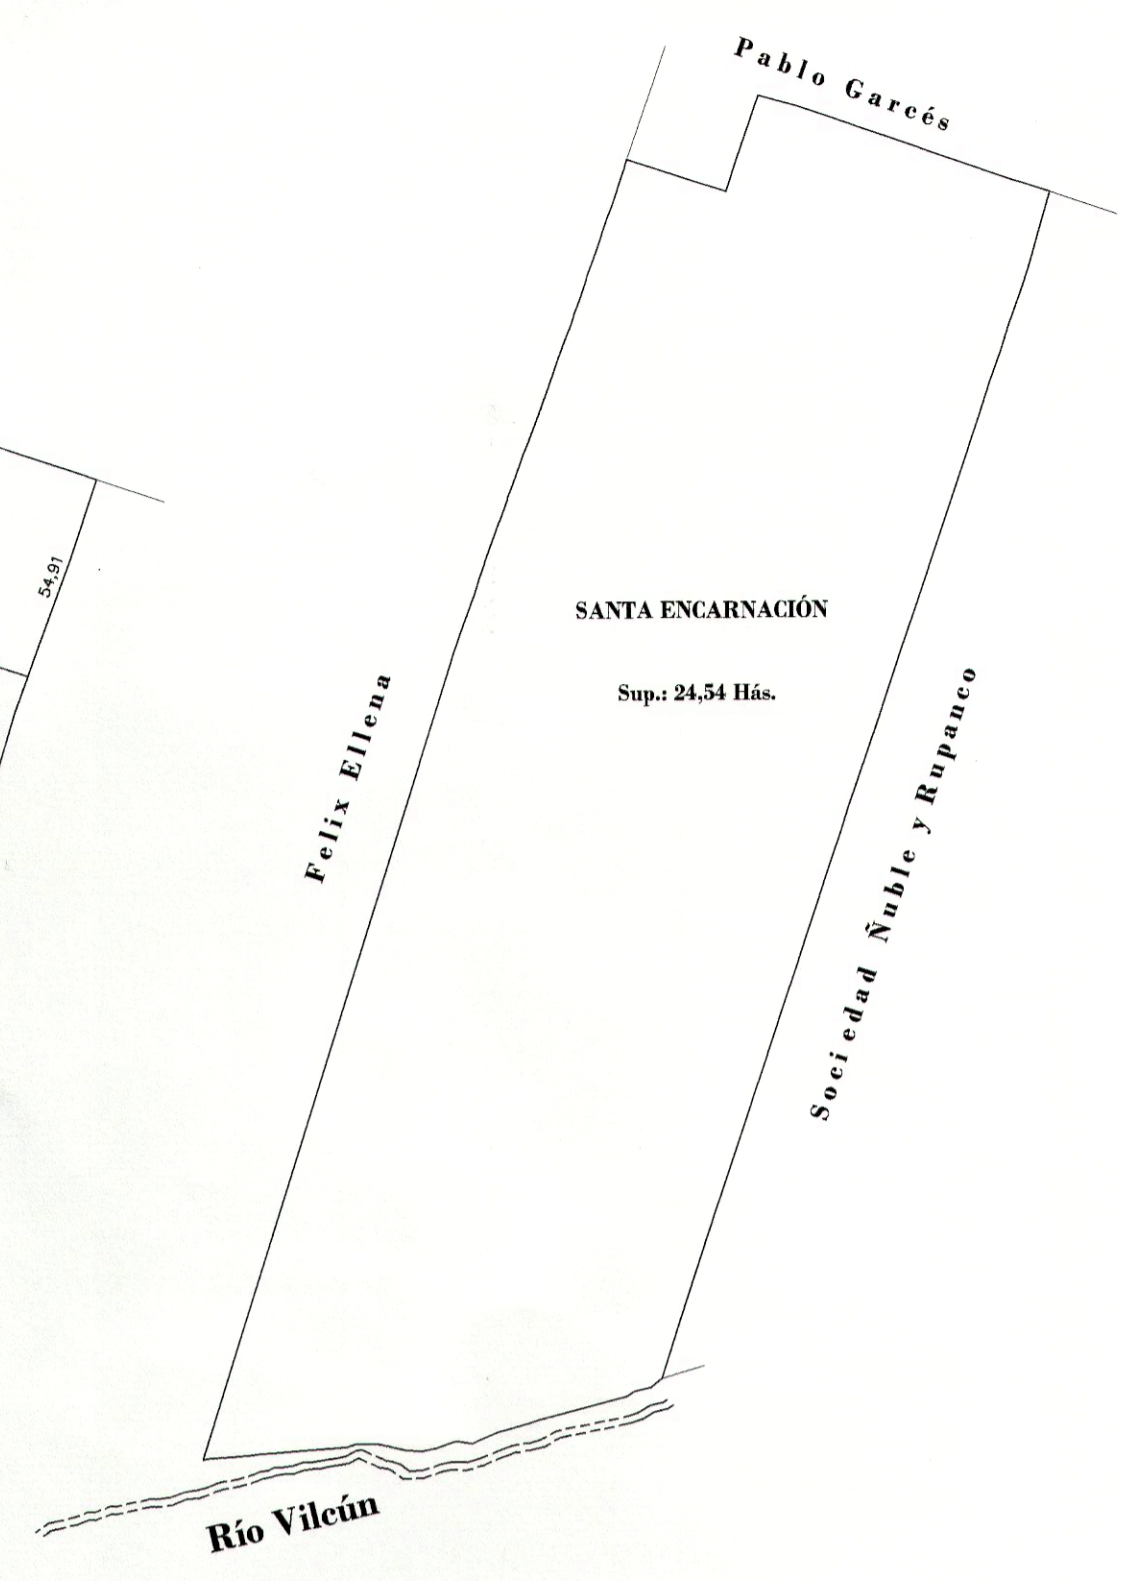 Pablo Garcés
54,91
SANTA ENCARNACIÓN
Sup.: 24,54 Hás.
Felix Ellena
Sociedad Ñuble y Rupanco
Río Vilcún